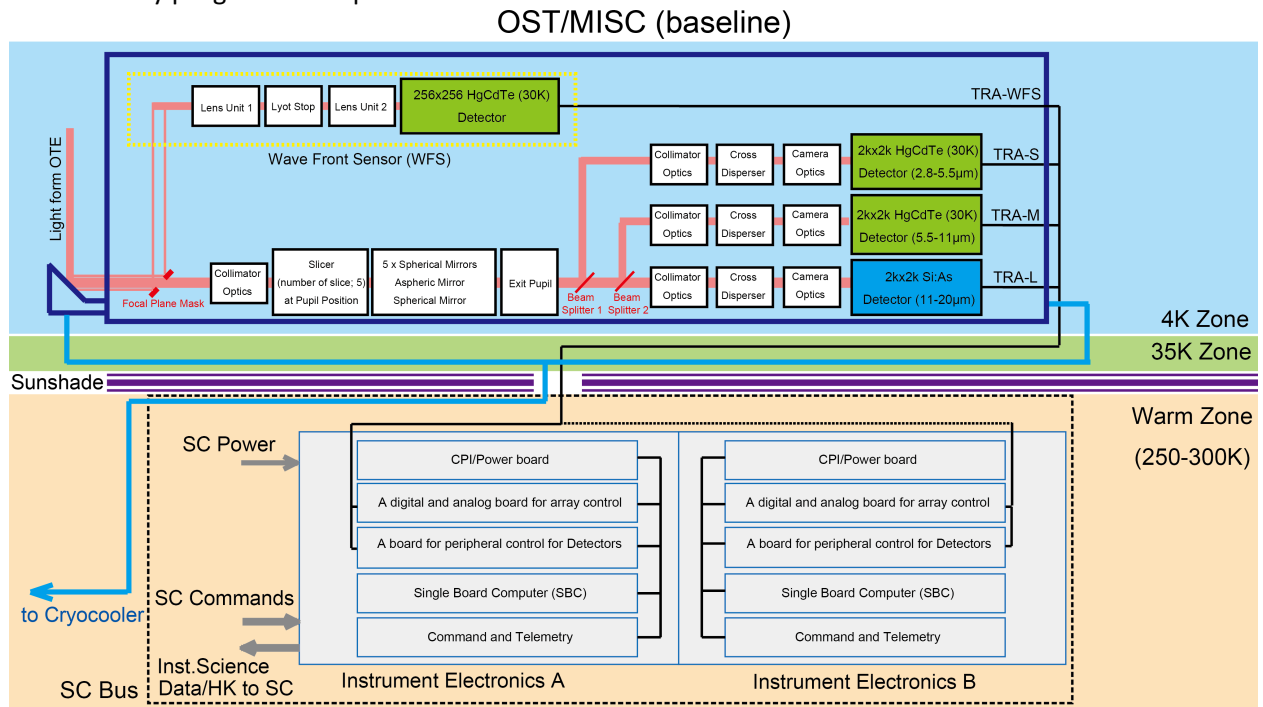 OST/MISC (baseline)
Lens Unit 1
Lyot Stop
Lens Unit 2
256x256 HgCdTe (30K)
Detector
TRA-WFS
Wave Front Sensor (WFS)
Light form OTE
Collimator
Optics
Cross
Disperser
Camera
Optics
2kx2k HgCdTe (30K)
Detector (2.8-5.5μm)
TRA-S
Collimator
Optics
Cross
Disperser
Camera
Optics
2kx2k HgCdTe (30K)
Detector (5.5-11μm)
TRA-M
Focal Plane Mask
Collimator
Optics
Slicer
(number of slice; 5)
at Pupil Position
5 x Spherical Mirrors
Aspheric Mirror
Spherical Mirror
Exit Pupil
Beam
Splitter 1
Beam
Splitter 2
Collimator
Optics
Cross
Disperser
Camera
Optics
2kx2k Si:As
Detector (11-20μm)
TRA-L
4K Zone
35K Zone
Sunshade
Warm Zone
(250-300K)
SC Power
CPI/Power board
A digital and analog board for array control
A board for peripheral control for Detectors
Single Board Computer (SBC)
Command and Telemetry
CPI/Power board
A digital and analog board for array control
A board for peripheral control for Detectors
Single Board Computer (SBC)
Command and Telemetry
to Cryocooler
SC Commands
Inst.Science
Data/HK to SC
SC Bus
Instrument Electronics A
Instrument Electronics B